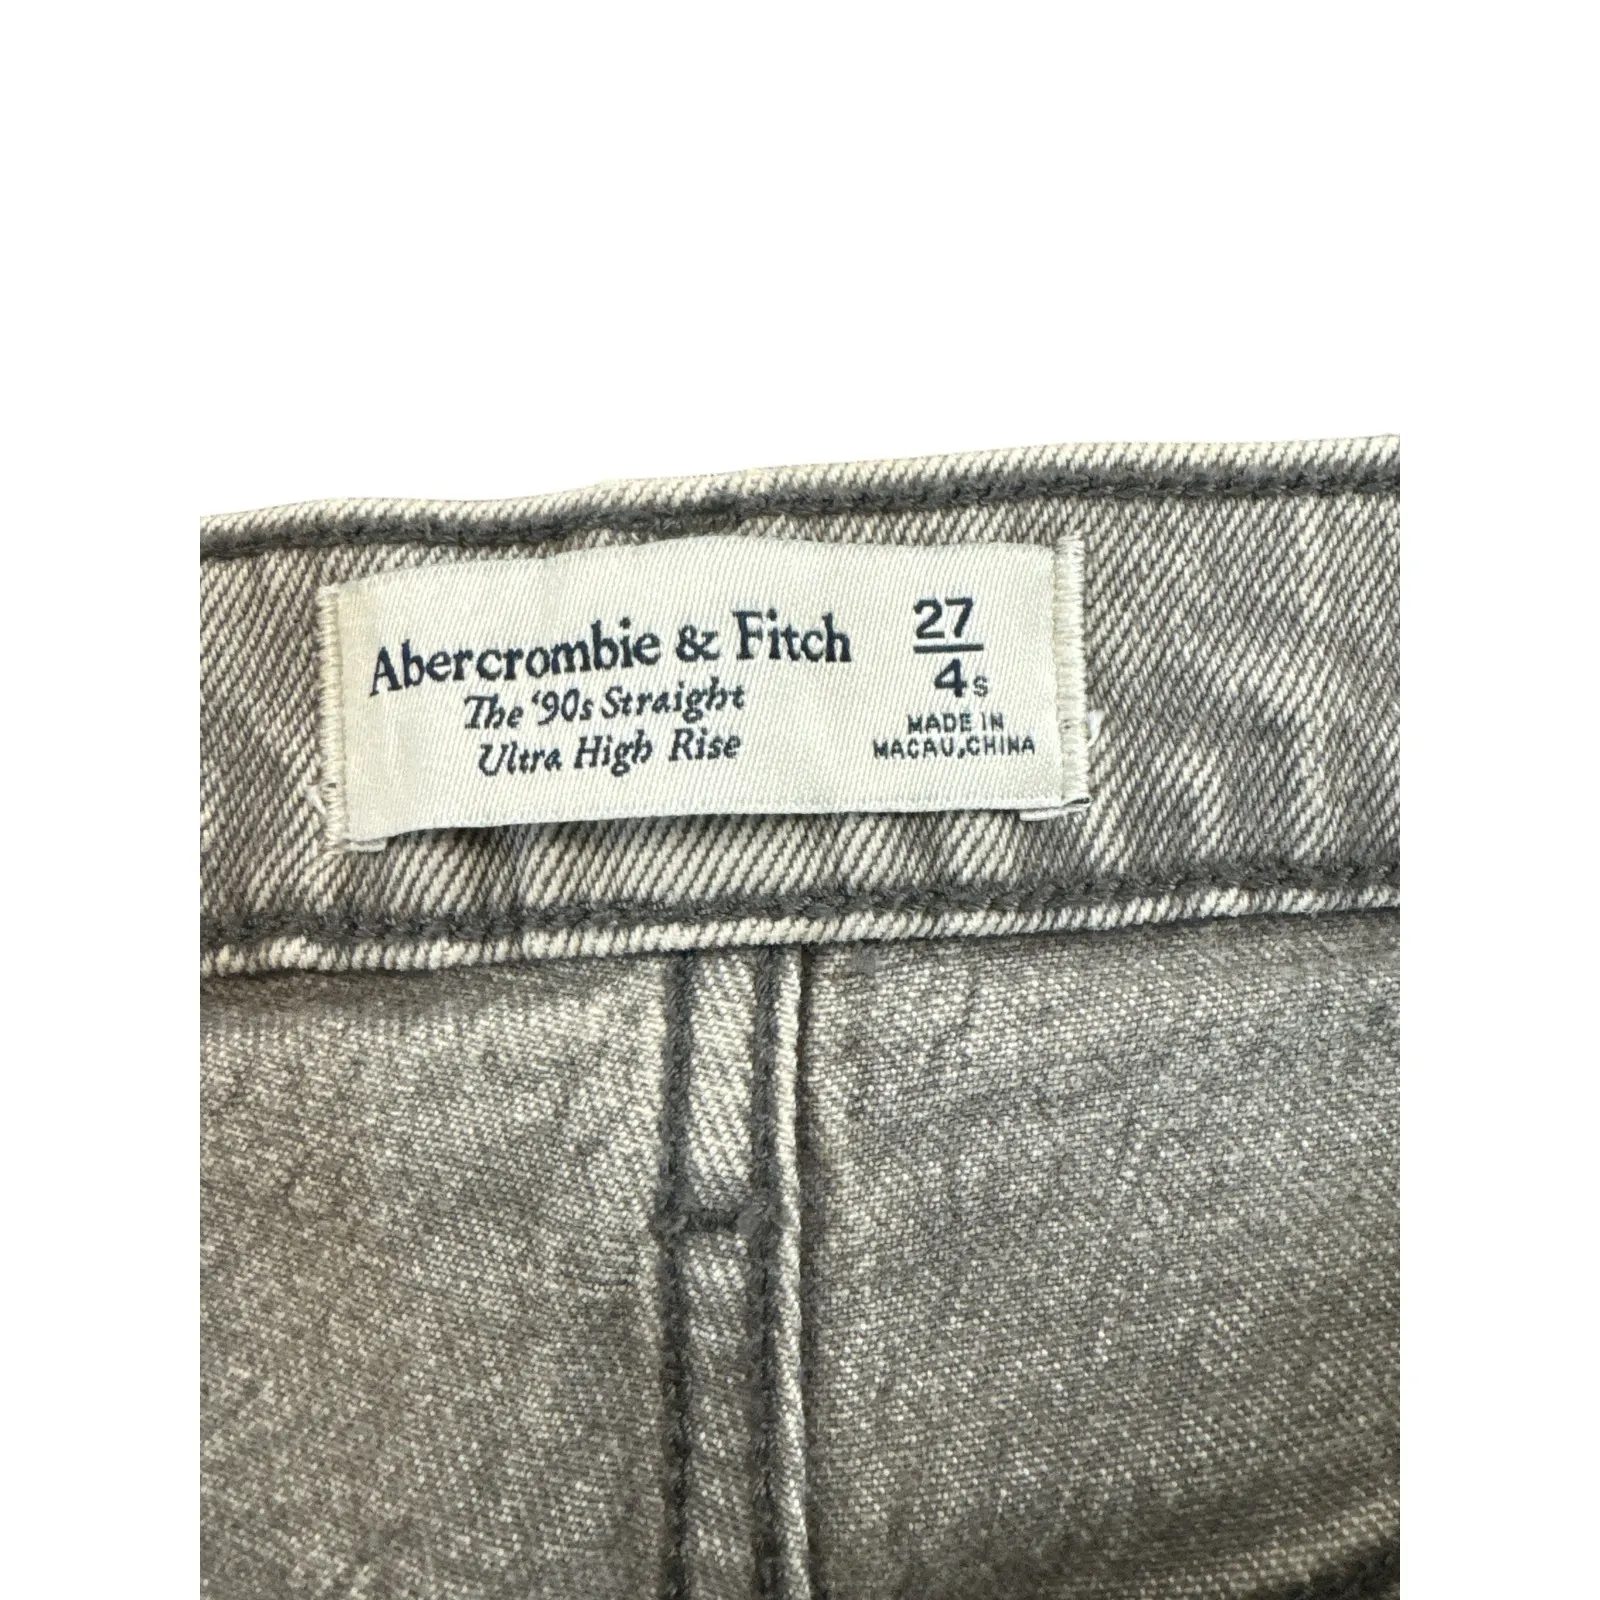 Abercrombie & Fitch
The '90s Straight
Ultra High Rise
27
4s
MADE IN
MACAU,CHINA